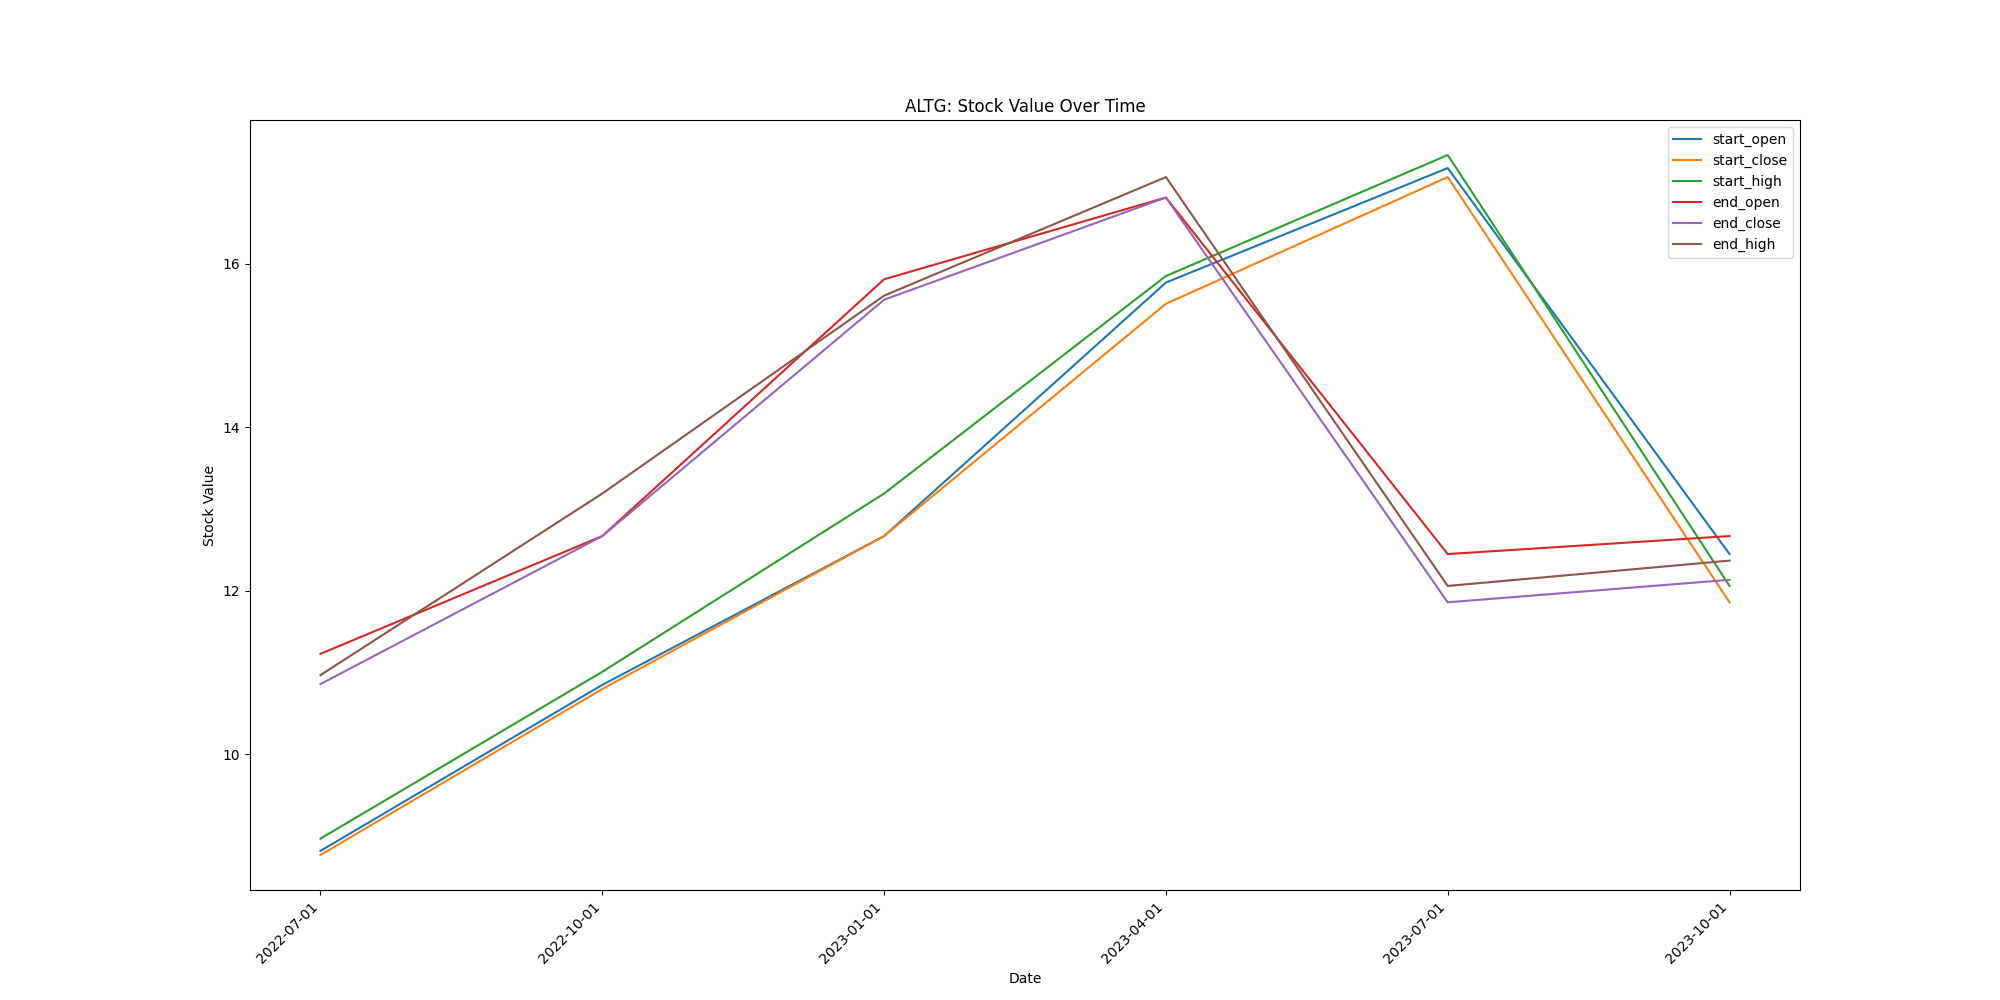 ALTG: Stock Value Over Time
start_open
start_close
start_high
end_open
end_close
end_high
Stock Value
16
14
12
10
2022-07-01
2022-10-01
2023-01-01
2023-04-01
2023-07-01
2023-10-01
Date